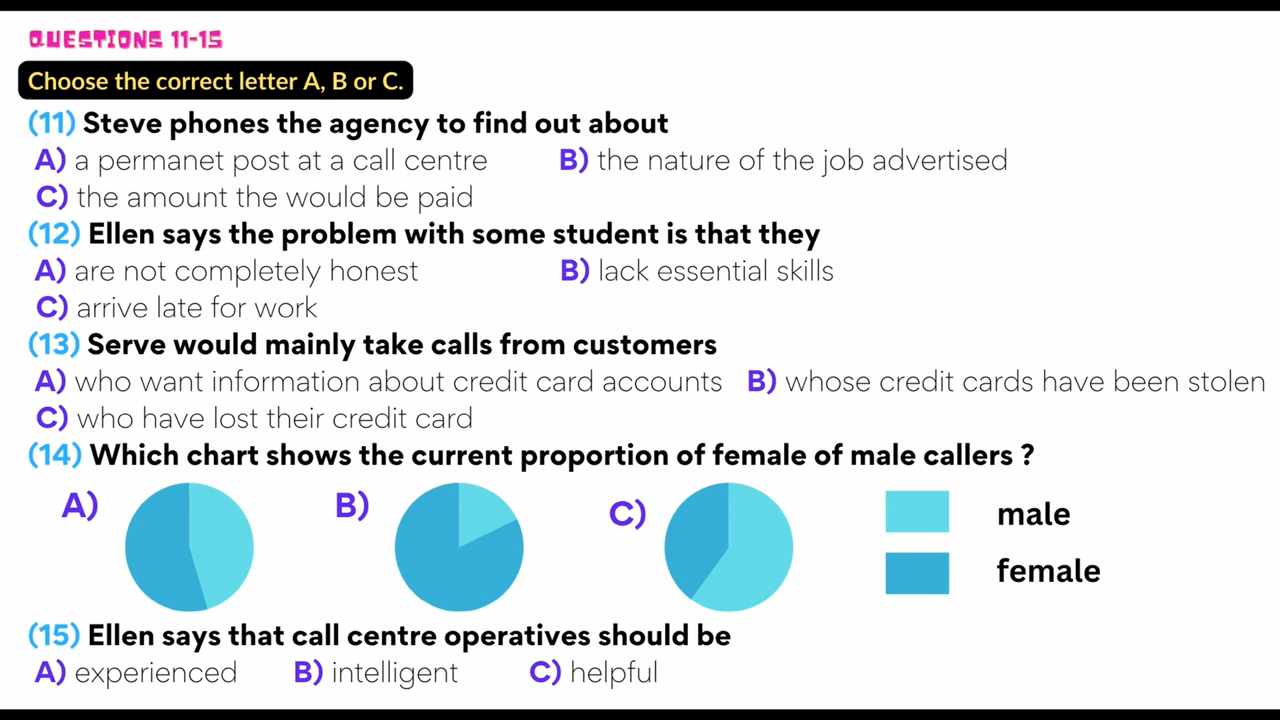 QUESTIONS 11-15
Choose the correct letter A, B or C.
(11) Steve phones the agency to find out about
A) a permanet post at a call centre B) the nature of the job advertised
C) the amount the would be paid
(12) Ellen says the problem with some student is that they
A) are not completely honest B) lack essential skills
C) arrive late for work
(13) Serve would mainly take calls from customers
A) who want information about credit card accounts B) whose credit cards have been stolen
C) who have lost their credit card
(14) Which chart shows the current proportion of female of male callers ?
A) B) C) male
female
(15) Ellen says that call centre operatives should be
A) experienced B) intelligent C) helpful